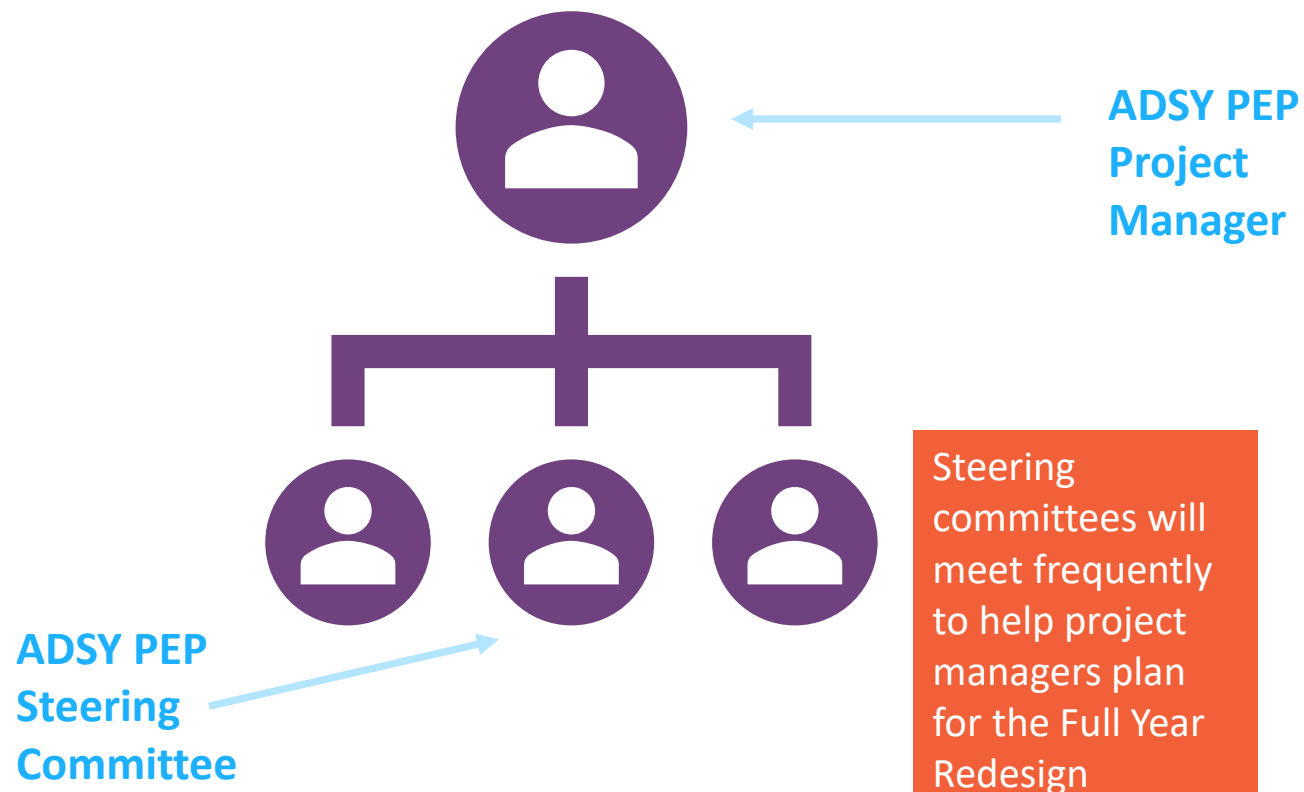 ADSY PEP
Project
Manager
Steering
committees will
meet frequently
to help project
managers plan
for the Full Year
Redesign
ADSY PEP
Steering
Committee